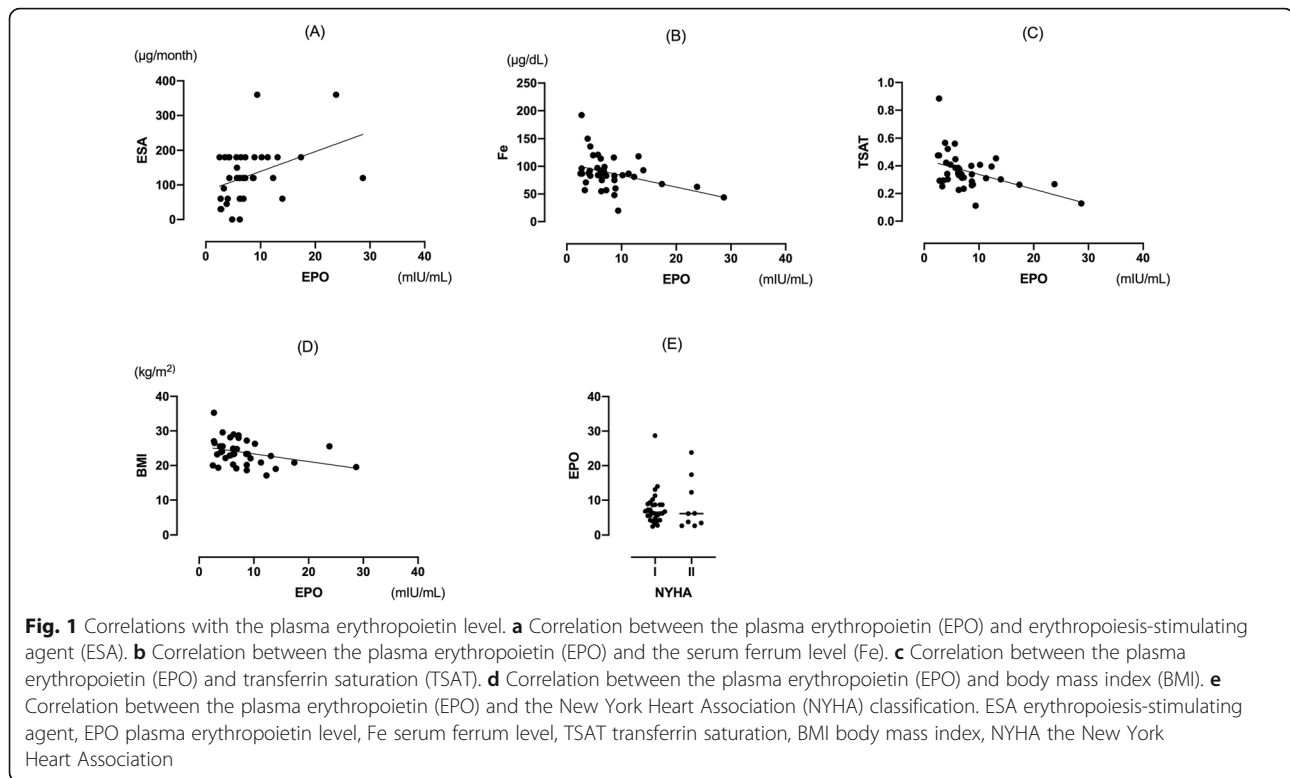 (A)
(µg/month)
400
300
200
100
0
ESA
0 10 20 30 40
EPO (mIU/mL)
(B)
(µg/dL)
250
200
150
100
50
0
Fe
0 10 20 30 40
EPO (mIU/mL)
(C)
1.0
0.8
0.6
0.4
0.2
0.0
TSAT
0 10 20 30 40
EPO (mIU/mL)
(D)
(kg/m²)
40
30
20
10
0
BMI
0 10 20 30 40
EPO (mIU/mL)
(E)
40
30
20
10
0
EPO
I II
NYHA
Fig. 1 Correlations with the plasma erythropoietin level. a Correlation between the plasma erythropoietin (EPO) and erythropoiesis-stimulating
agent (ESA). b Correlation between the plasma erythropoietin (EPO) and the serum ferrum level (Fe). c Correlation between the plasma
erythropoietin (EPO) and transferrin saturation (TSAT). d Correlation between the plasma erythropoietin (EPO) and body mass index (BMI). e
Correlation between the plasma erythropoietin (EPO) and the New York Heart Association (NYHA) classification. ESA erythropoiesis-stimulating
agent, EPO plasma erythropoietin level, Fe serum ferrum level, TSAT transferrin saturation, BMI body mass index, NYHA the New York
Heart Association